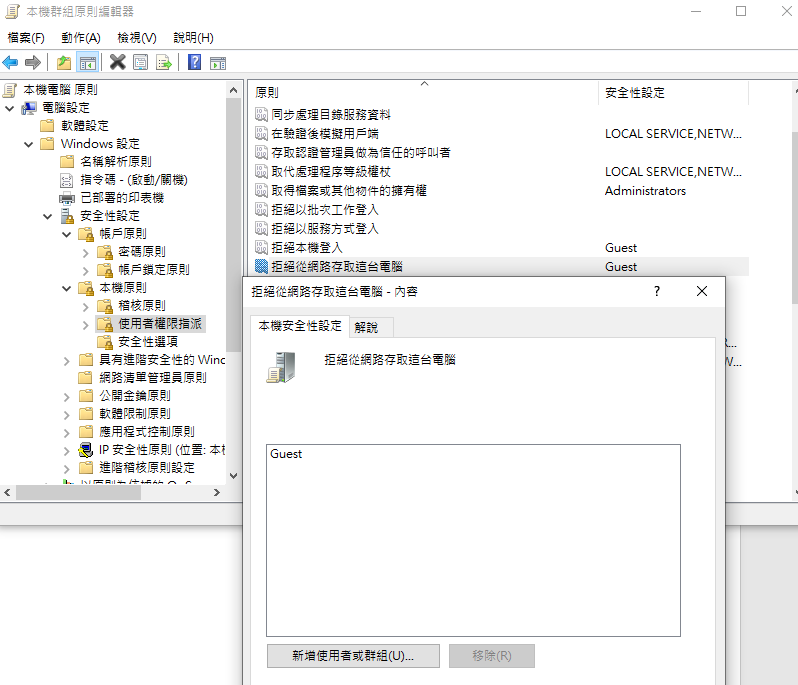 本機群組原則編輯器
檔案(F) 動作(A) 檢視(V) 說明(H)
本機電腦 原則
電腦設定
軟體設定
Windows 設定
名稱解析原則
指令碼 - (啟動/關機)
已部署的印表機
安全性設定
帳戶原則
密碼原則
帳戶鎖定原則
本機原則
稽核原則
使用者權限指派
安全性選項
具有進階安全性的 Winc
網路清單管理員原則
公開金鑰原則
軟體限制原則
應用程式控制原則
IP 安全性原則 (位置: 本機
進階稽核原則設定
原則 安全性設定
同步處理目錄服務資料
在驗證後模擬用戶端 LOCAL SERVICE,NETW...
存取認證管理員做為信任的呼叫者
取代處理程序等級權杖 LOCAL SERVICE,NETW...
取得檔案或其他物件的擁有權 Administrators
拒絕以批次工作登入
拒絕以服務方式登入
拒絕本機登入 Guest
拒絕從網路存取這台電腦 Guest
拒絕從網路存取這台電腦 - 內容
本機安全性設定 解說
拒絕從網路存取這台電腦
Guest
新增使用者或群組(U)... 移除(R)